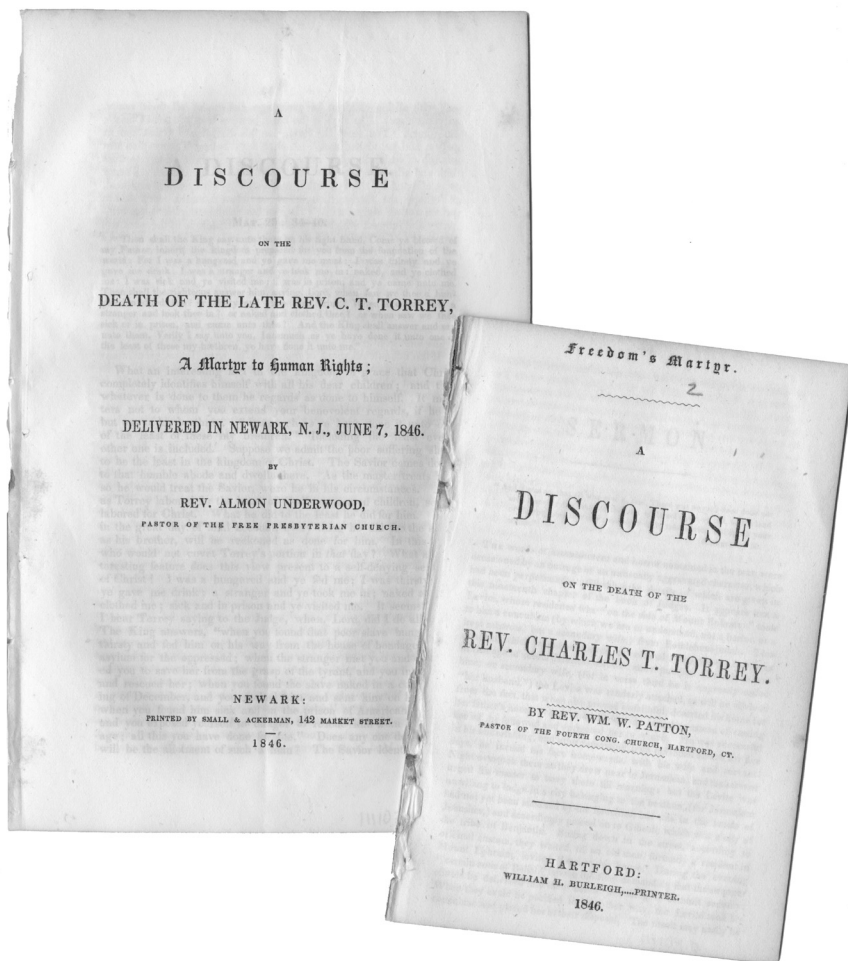 A
DISCOURSE
ON THE
DEATH OF THE LATE REV. C. T. TORREY,
A Martyr to Human Rights;
DELIVERED IN NEWARK, N. J., JUNE 7, 1846.
BY
REV. ALMON UNDERWOOD,
PASTOR OF THE FREE PRESBYTERIAN CHURCH.
NEWARK:
PRINTED BY SMALL & ACKERMAN, 142 MARKET STREET.
1846.
Freedom's Martyr.
2
A
DISCOURSE
ON THE DEATH OF THE
REV. CHARLES T. TORREY.
BY REV. WM. W. PATTON,
PASTOR OF THE FOURTH CONG. CHURCH, HARTFORD, CT.
HARTFORD:
WILLIAM H. BURLEIGH,....PRINTER.
1846.